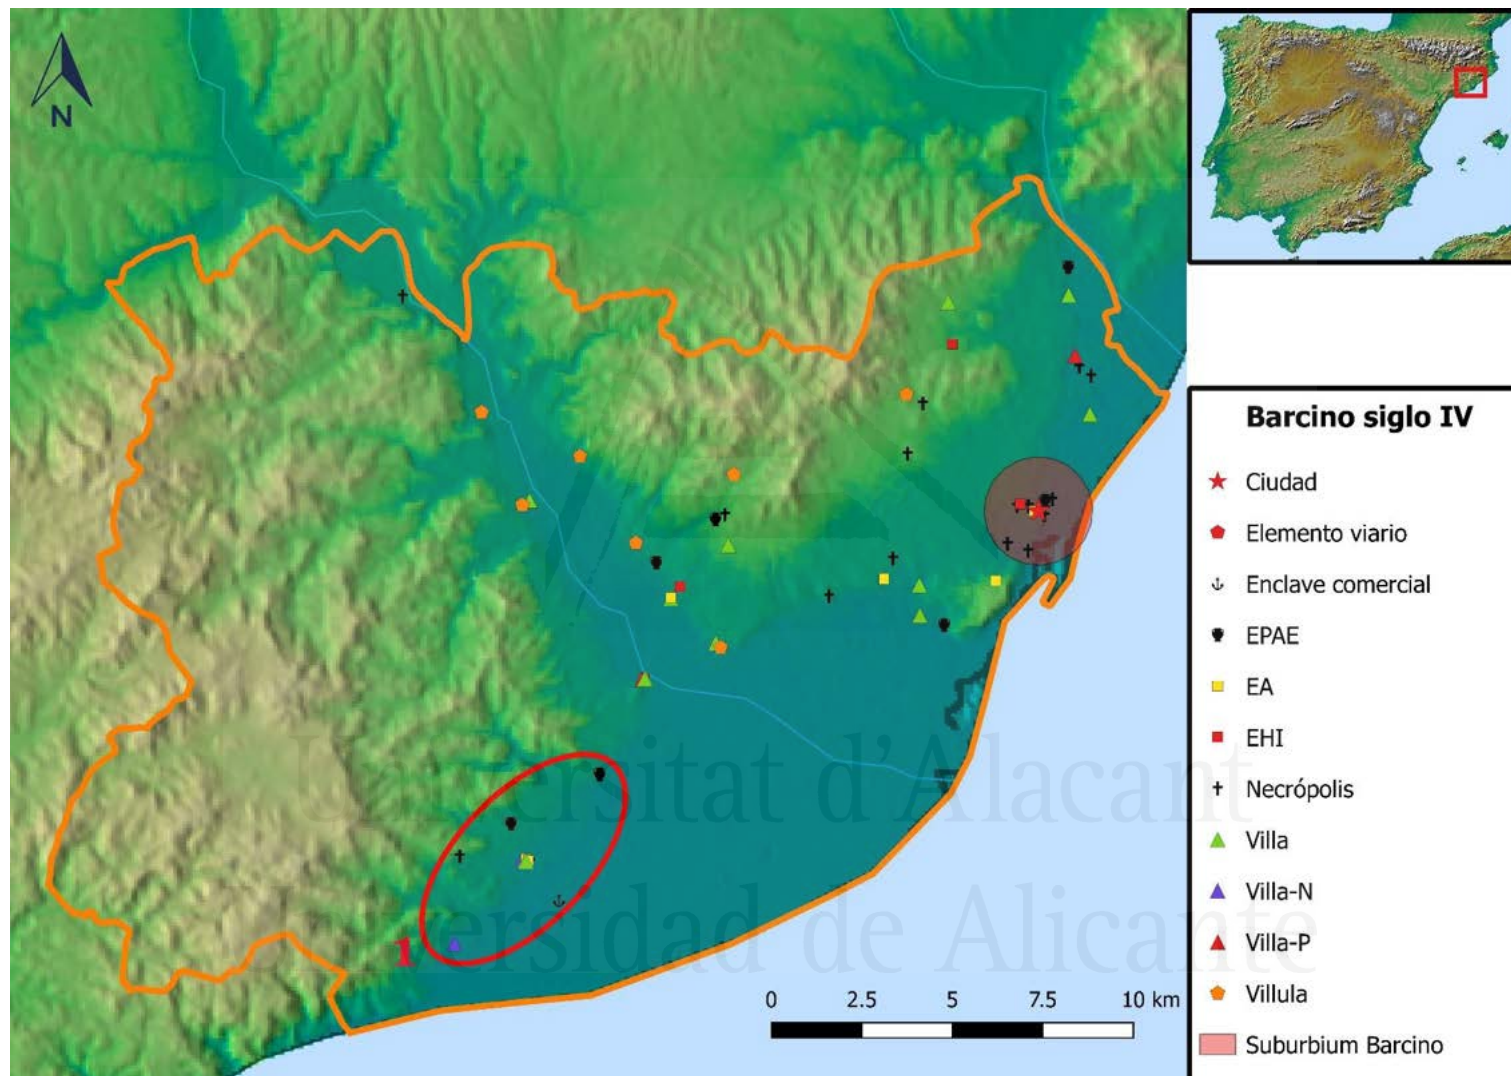 N
Barcino siglo IV
Ciudad
Elemento viario
Enclave comercial
EPAE
EA
EHI
Necrópolis
Villa
Villa-N
Villa-P
Villula
Suburbium Barcino
1
0 2.5 5 7.5 10 km
Universitat d'Alacant
Universidad de Alicante